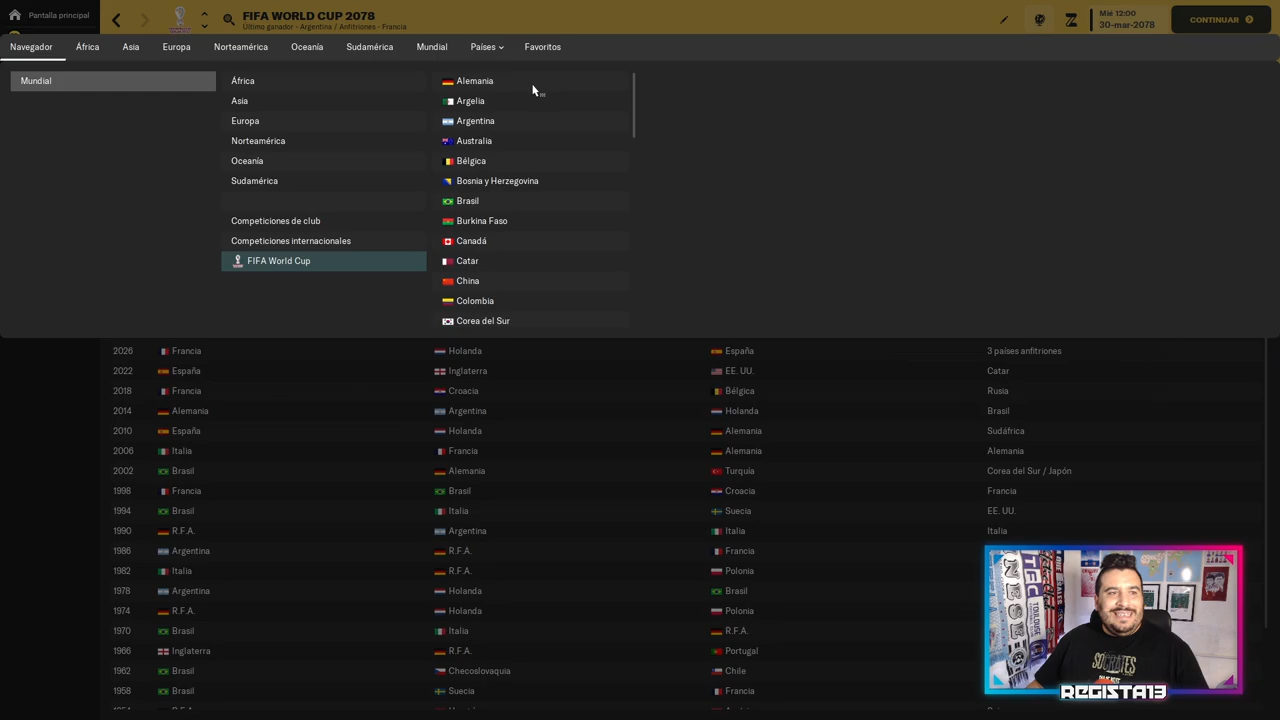 Pantalla principal
FIFA WORLD CUP 2078
Último ganador - Argentina / Anfitriones - Francia
Mié 12:00
30-mar-2078
CONTINUAR
Navegador África Asia Europa Norteamérica Oceanía Sudamérica Mundial Países Favoritos
Mundial
África
Asia
Europa
Norteamérica
Oceanía
Sudamérica
Competiciones de club
Competiciones internacionales
FIFA World Cup
Alemania
Argelia
Argentina
Australia
Bélgica
Bosnia y Herzegovina
Brasil
Burkina Faso
Canadá
Catar
China
Colombia
Corea del Sur
2026 Francia Holanda España 3 países anfitriones
2022 España Inglaterra EE. UU. Catar
2018 Francia Croacia Bélgica Rusia
2014 Alemania Argentina Holanda Brasil
2010 España Holanda Alemania Sudáfrica
2006 Italia Francia Alemania Alemania
2002 Brasil Alemania Turquía Corea del Sur / Japón
1998 Francia Brasil Croacia Francia
1994 Brasil Italia Suecia EE. UU.
1990 R.F.A. Argentina Italia Italia
1986 Argentina R.F.A. Francia
1982 Italia R.F.A. Polonia
1978 Argentina Holanda Brasil
1974 R.F.A. Holanda Polonia
1970 Brasil Italia R.F.A.
1966 Inglaterra R.F.A. Portugal
1962 Brasil Checoslovaquia Chile
1958 Brasil Suecia Francia
TFC
TOULOUSE
SOCRATES
REGISTA13